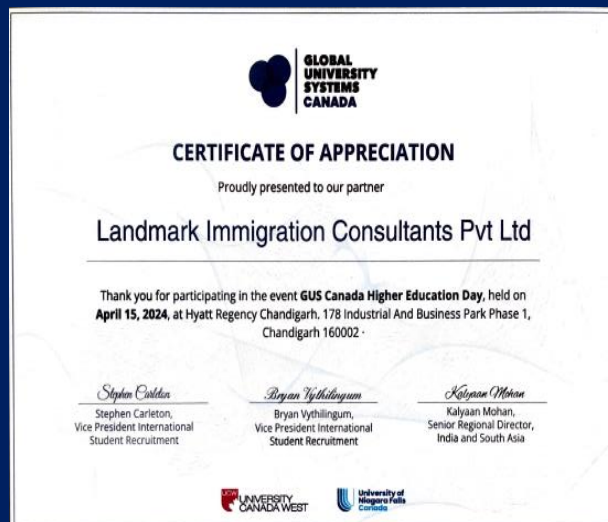 GLOBAL
UNIVERSITY
SYSTEMS
CANADA
CERTIFICATE OF APPRECIATION
Proudly presented to our partner
Landmark Immigration Consultants Pvt Ltd
Thank you for participating in the event GUS Canada Higher Education Day, held on
April 15, 2024, at Hyatt Regency Chandigarh. 178 Industrial And Business Park Phase 1,
Chandigarh 160002 -
Stephen Carleton
Bryan Vythilingum
Kalyaan Mohan
Stephen Carleton,
Vice President International
Student Recruitment
Bryan Vythilingum,
Vice President International
Student Recruitment
Kalyaan Mohan,
Senior Regional Director,
India and South Asia
UCW
UNIVERSITY
CANADA WEST
University of
Niagara Falls
Canada